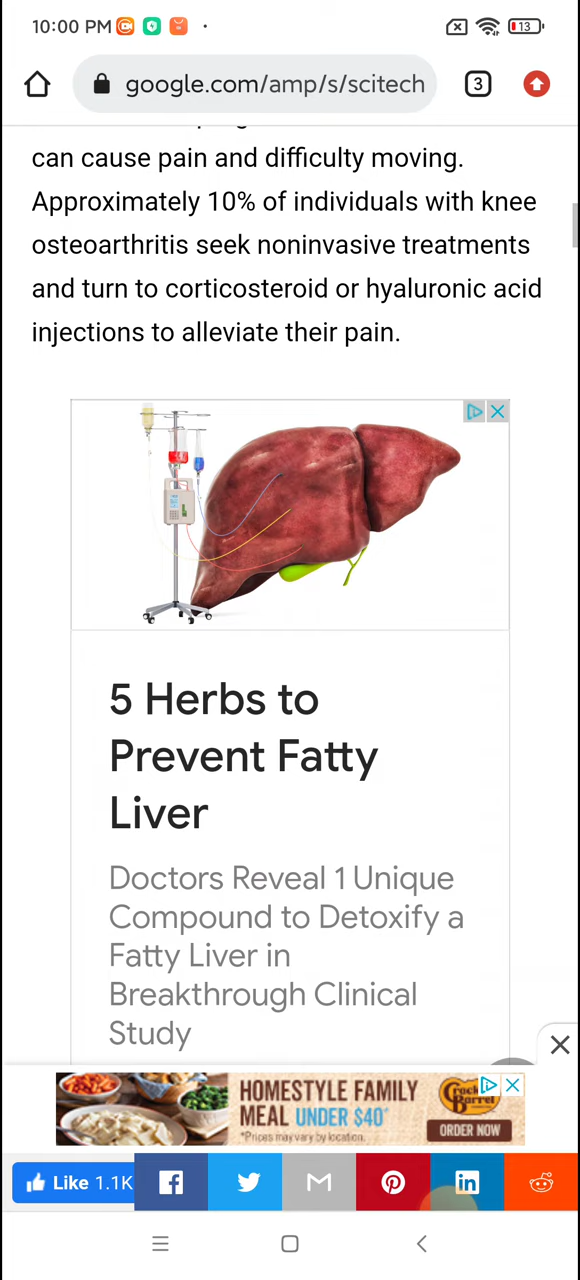 10:00 PM
13
google.com/amp/s/scitech
3
can cause pain and difficulty moving.
Approximately 10% of individuals with knee
osteoarthritis seek noninvasive treatments
and turn to corticosteroid or hyaluronic acid
injections to alleviate their pain.
5 Herbs to
Prevent Fatty
Liver
Doctors Reveal 1 Unique
Compound to Detoxify a
Fatty Liver in
Breakthrough Clinical
Study
HOMESTYLE FAMILY
MEAL UNDER $40*
*Prices may vary by location.
Cracker
Barrel
ORDER NOW
Like 1.1K